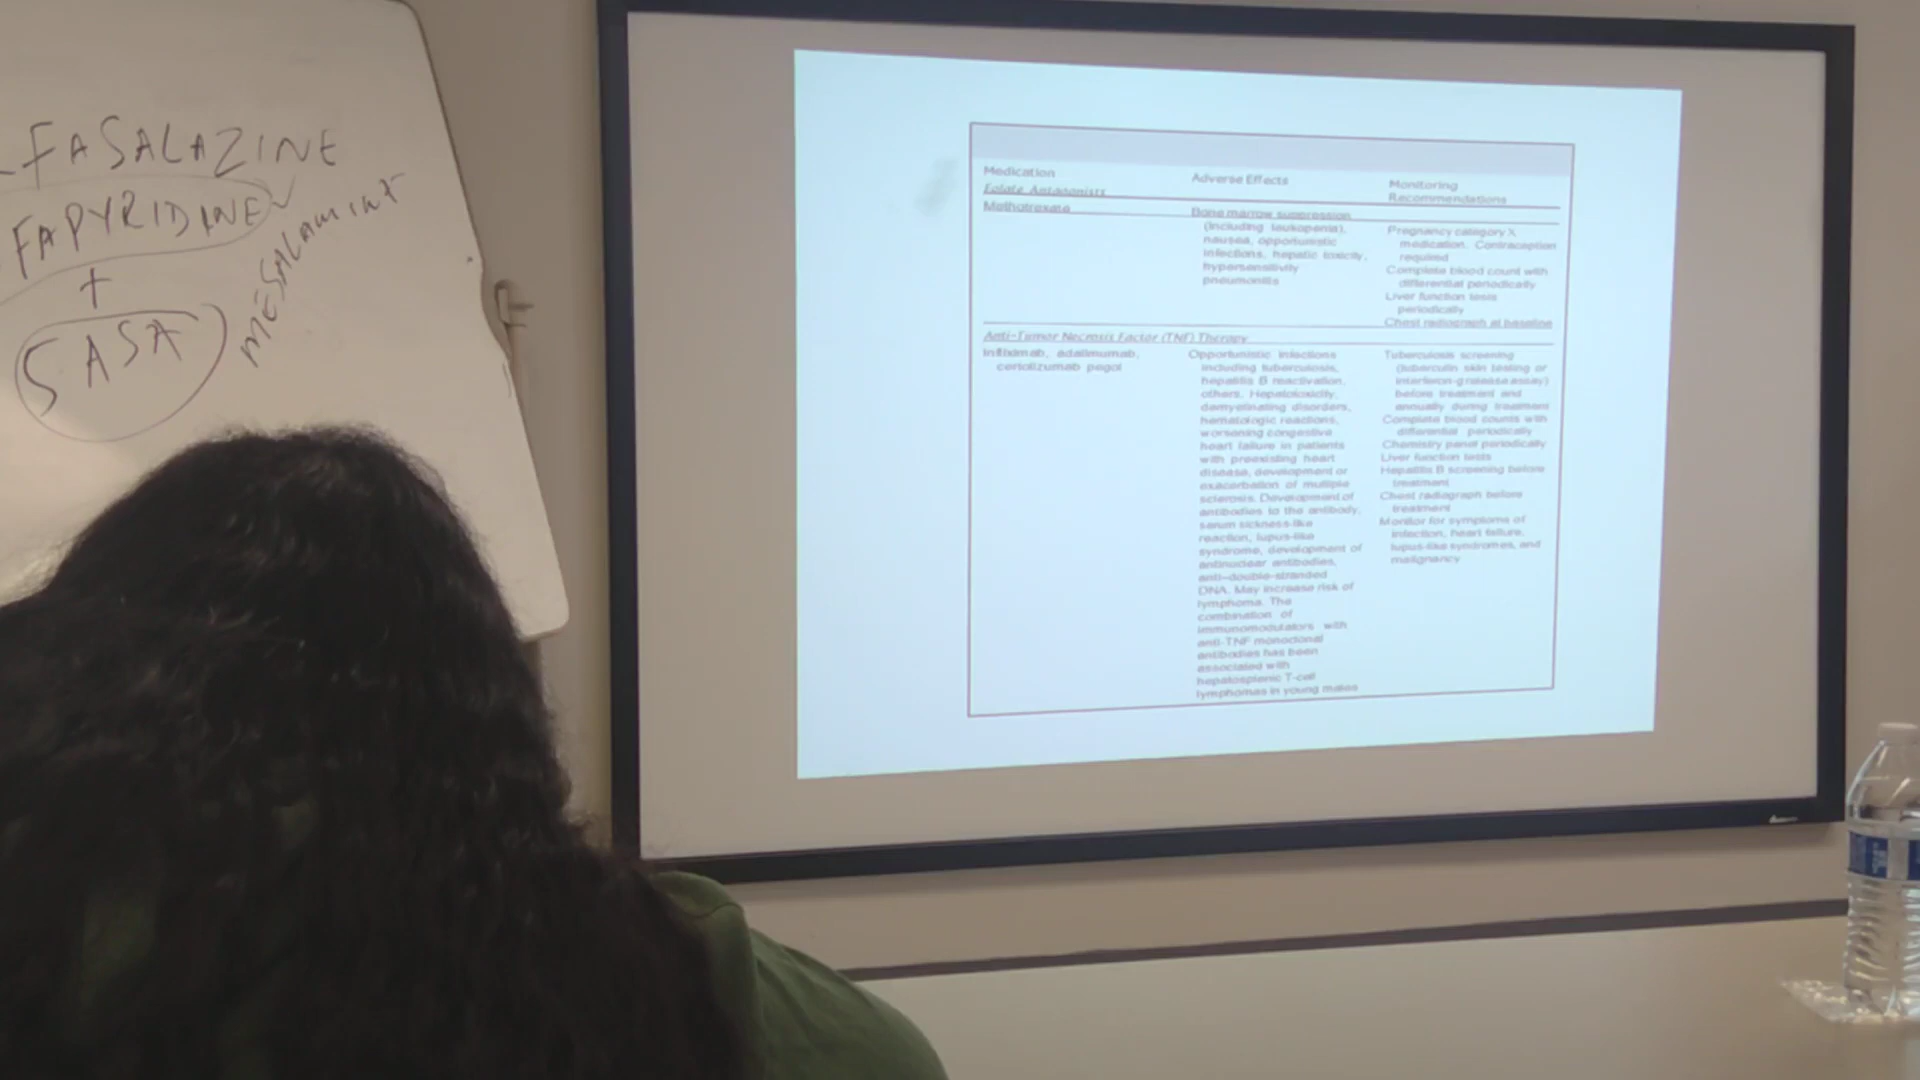 FASALAZINE
FAPYRIDINE
+
5ASA
MESALAMINE
Medication
Adverse Effects
Monitoring
Recommendations
Folate Antagonists
Methotrexate
Bone marrow suppression
(including leukopenia),
nausea, opportunistic
infections, hepatic toxicity,
hypersensitivity
pneumonitis
Pregnancy category X
medication. Contraception
required
Complete blood count with
differential periodically
Liver function tests
periodically
Chest radiograph at baseline
Anti-Tumor Necrosis Factor (TNF) Therapy
Infliximab, adalimumab,
certolizumab pegol
Opportunistic infections
including tuberculosis,
hepatitis B reactivation,
others. Hepatotoxicity,
demyelinating disorders,
hematologic reactions,
worsening congestive
heart failure in patients
with preexisting heart
disease, development or
exacerbation of multiple
sclerosis. Development of
antibodies to the antibody,
serum sickness-like
reaction, lupus-like
syndrome, development of
antinuclear antibodies,
anti-double-stranded
DNA. May increase risk of
lymphoma. The
combination of
immunomodulators with
anti-TNF monoclonal
antibodies has been
associated with
hepatosplenic T-cell
lymphomas in young males
Tuberculosis screening
(tuberculin skin testing or
interferon-g release assay)
before treatment and
annually during treatment
Complete blood counts with
differential periodically
Chemistry panel periodically
Liver function tests
Hepatitis B screening before
treatment
Chest radiograph before
treatment
Monitor for symptoms of
infection, heart failure,
lupus-like syndromes, and
malignancy